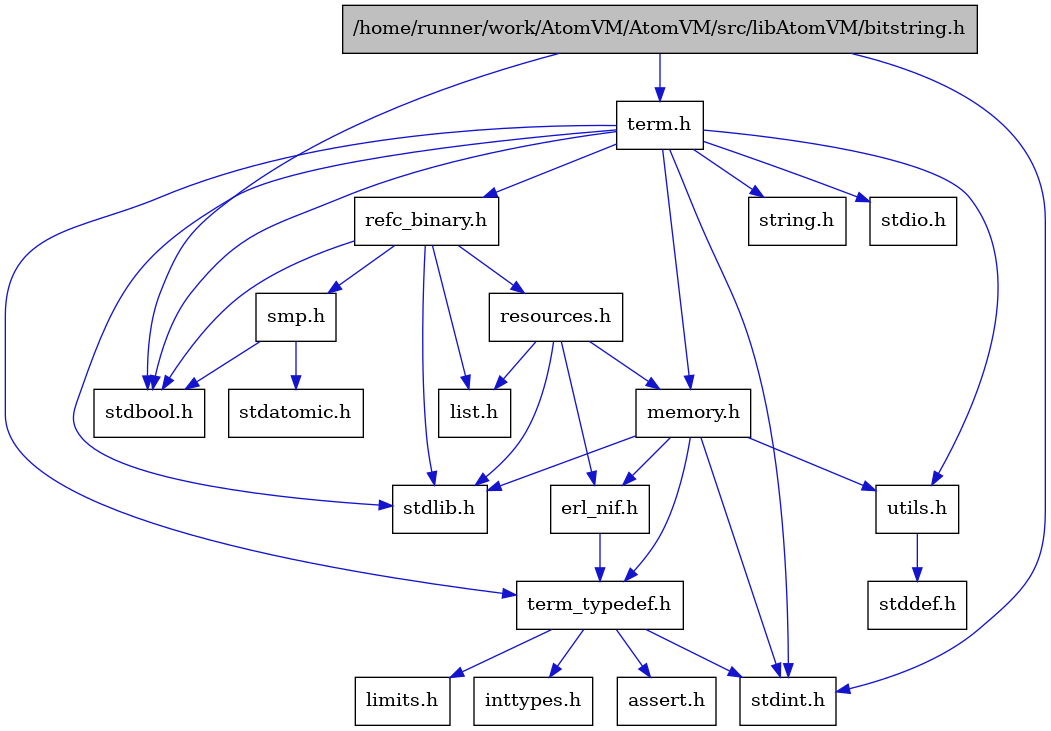 /home/runner/work/AtomVM/AtomVM/src/libAtomVM/bitstring.h
term.h
refc_binary.h
string.h
stdio.h
smp.h
resources.h
stdbool.h
stdatomic.h
list.h
memory.h
stdlib.h
erl_nif.h
utils.h
term_typedef.h
stddef.h
limits.h
inttypes.h
assert.h
stdint.h